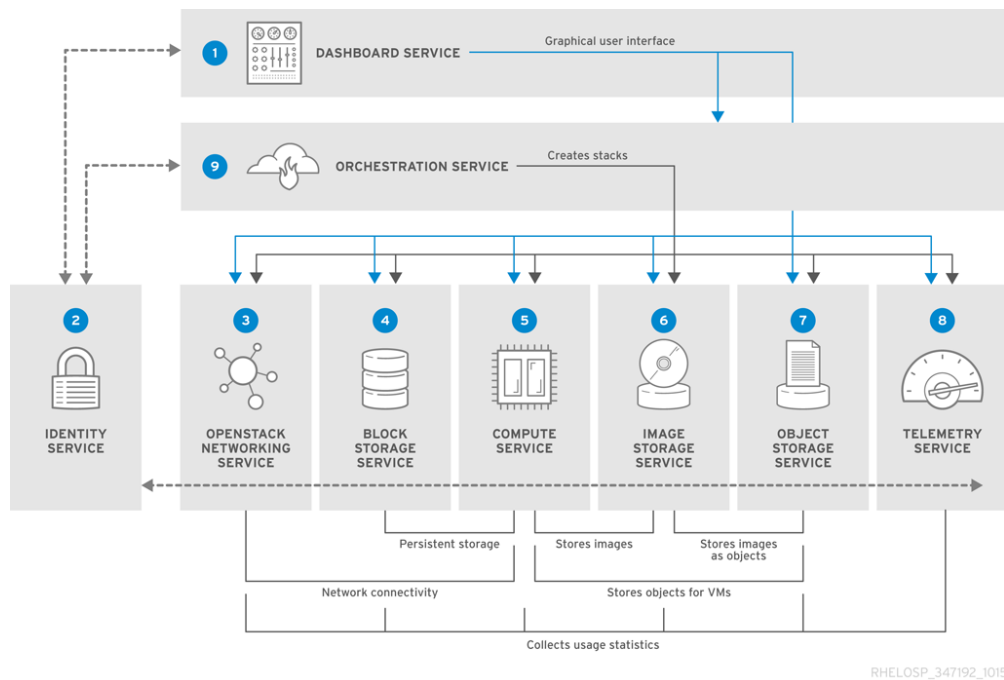 1
DASHBOARD SERVICE
Graphical user interface
9
ORCHESTRATION SERVICE
Creates stacks
2
IDENTITY
SERVICE
3
OPENSTACK
NETWORKING
SERVICE
4
BLOCK
STORAGE
SERVICE
5
COMPUTE
SERVICE
6
IMAGE
STORAGE
SERVICE
7
OBJECT
STORAGE
SERVICE
8
TELEMETRY
SERVICE
Persistent storage
Stores images
Stores images
as objects
Network connectivity
Stores objects for VMs
Collects usage statistics
RHELOSP_347192_1015